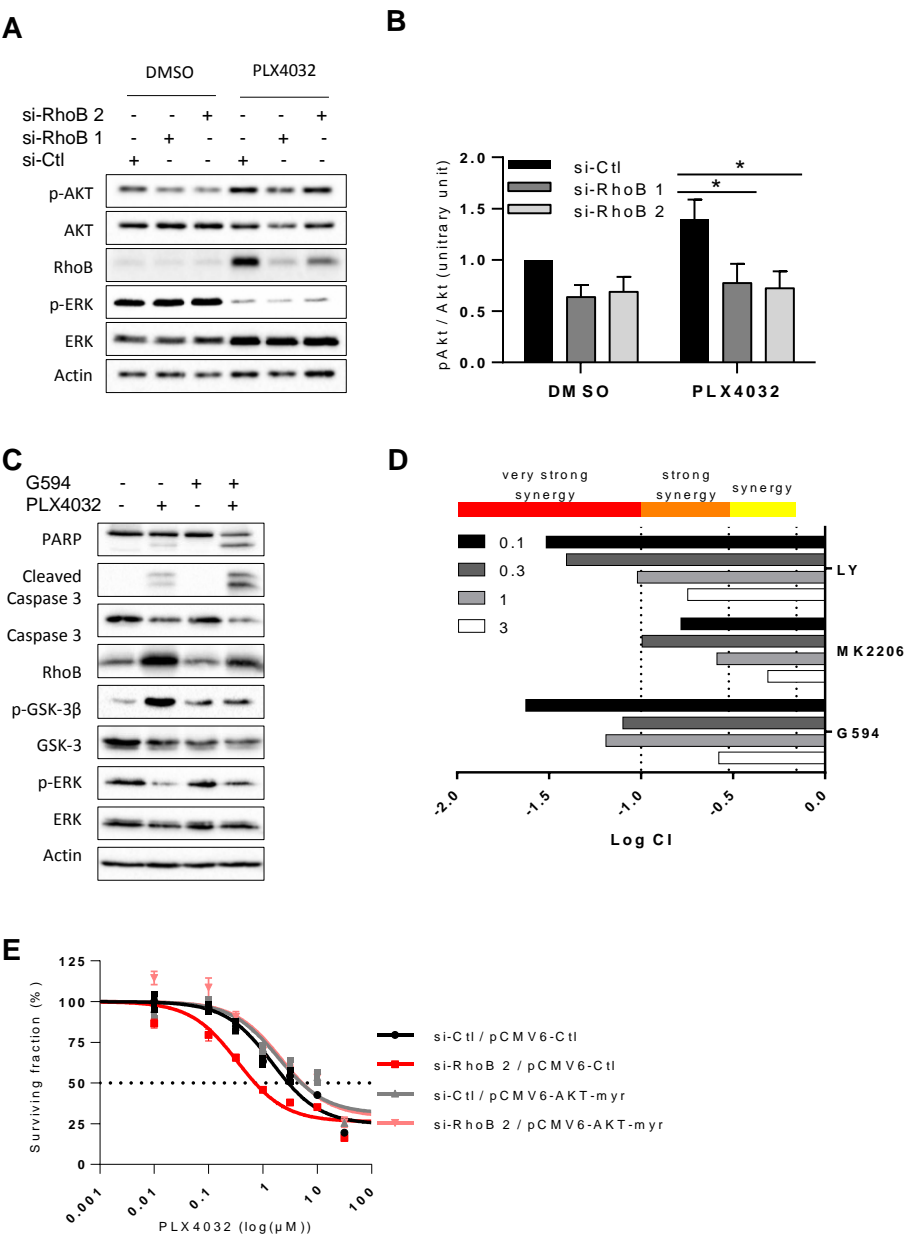 A
DMSO PLX4032
si-RhoB 2 - - + - - +
si-RhoB 1 - + - - + -
si-Ctl + - - + - -
p-AKT
AKT
RhoB
p-ERK
ERK
Actin
B
pAkt / Akt (unitrary unit)
2.0
1.5
1.0
0.5
0.0
si-Ctl
si-RhoB 1
si-RhoB 2
*
*
DMSO PLX4032
C
G594 - - + +
PLX4032 - + - +
PARP
Cleaved
Caspase 3
Caspase 3
RhoB
p-GSK-3β
GSK-3
p-ERK
ERK
Actin
D
very strong
synergy
strong
synergy
synergy
0.1
0.3
1
3
LY
MK2206
G594
-2.0 -1.5 -1.0 -0.5 0.0
Log CI
E
Surviving fraction (%)
125
100
75
50
25
0
0.001 0.01 0.1 1 10 100
PLX4032 (log(µM))
si-Ctl / pCMV6-Ctl
si-RhoB 2 / pCMV6-Ctl
si-Ctl / pCMV6-AKT-myr
si-RhoB 2 / pCMV6-AKT-myr